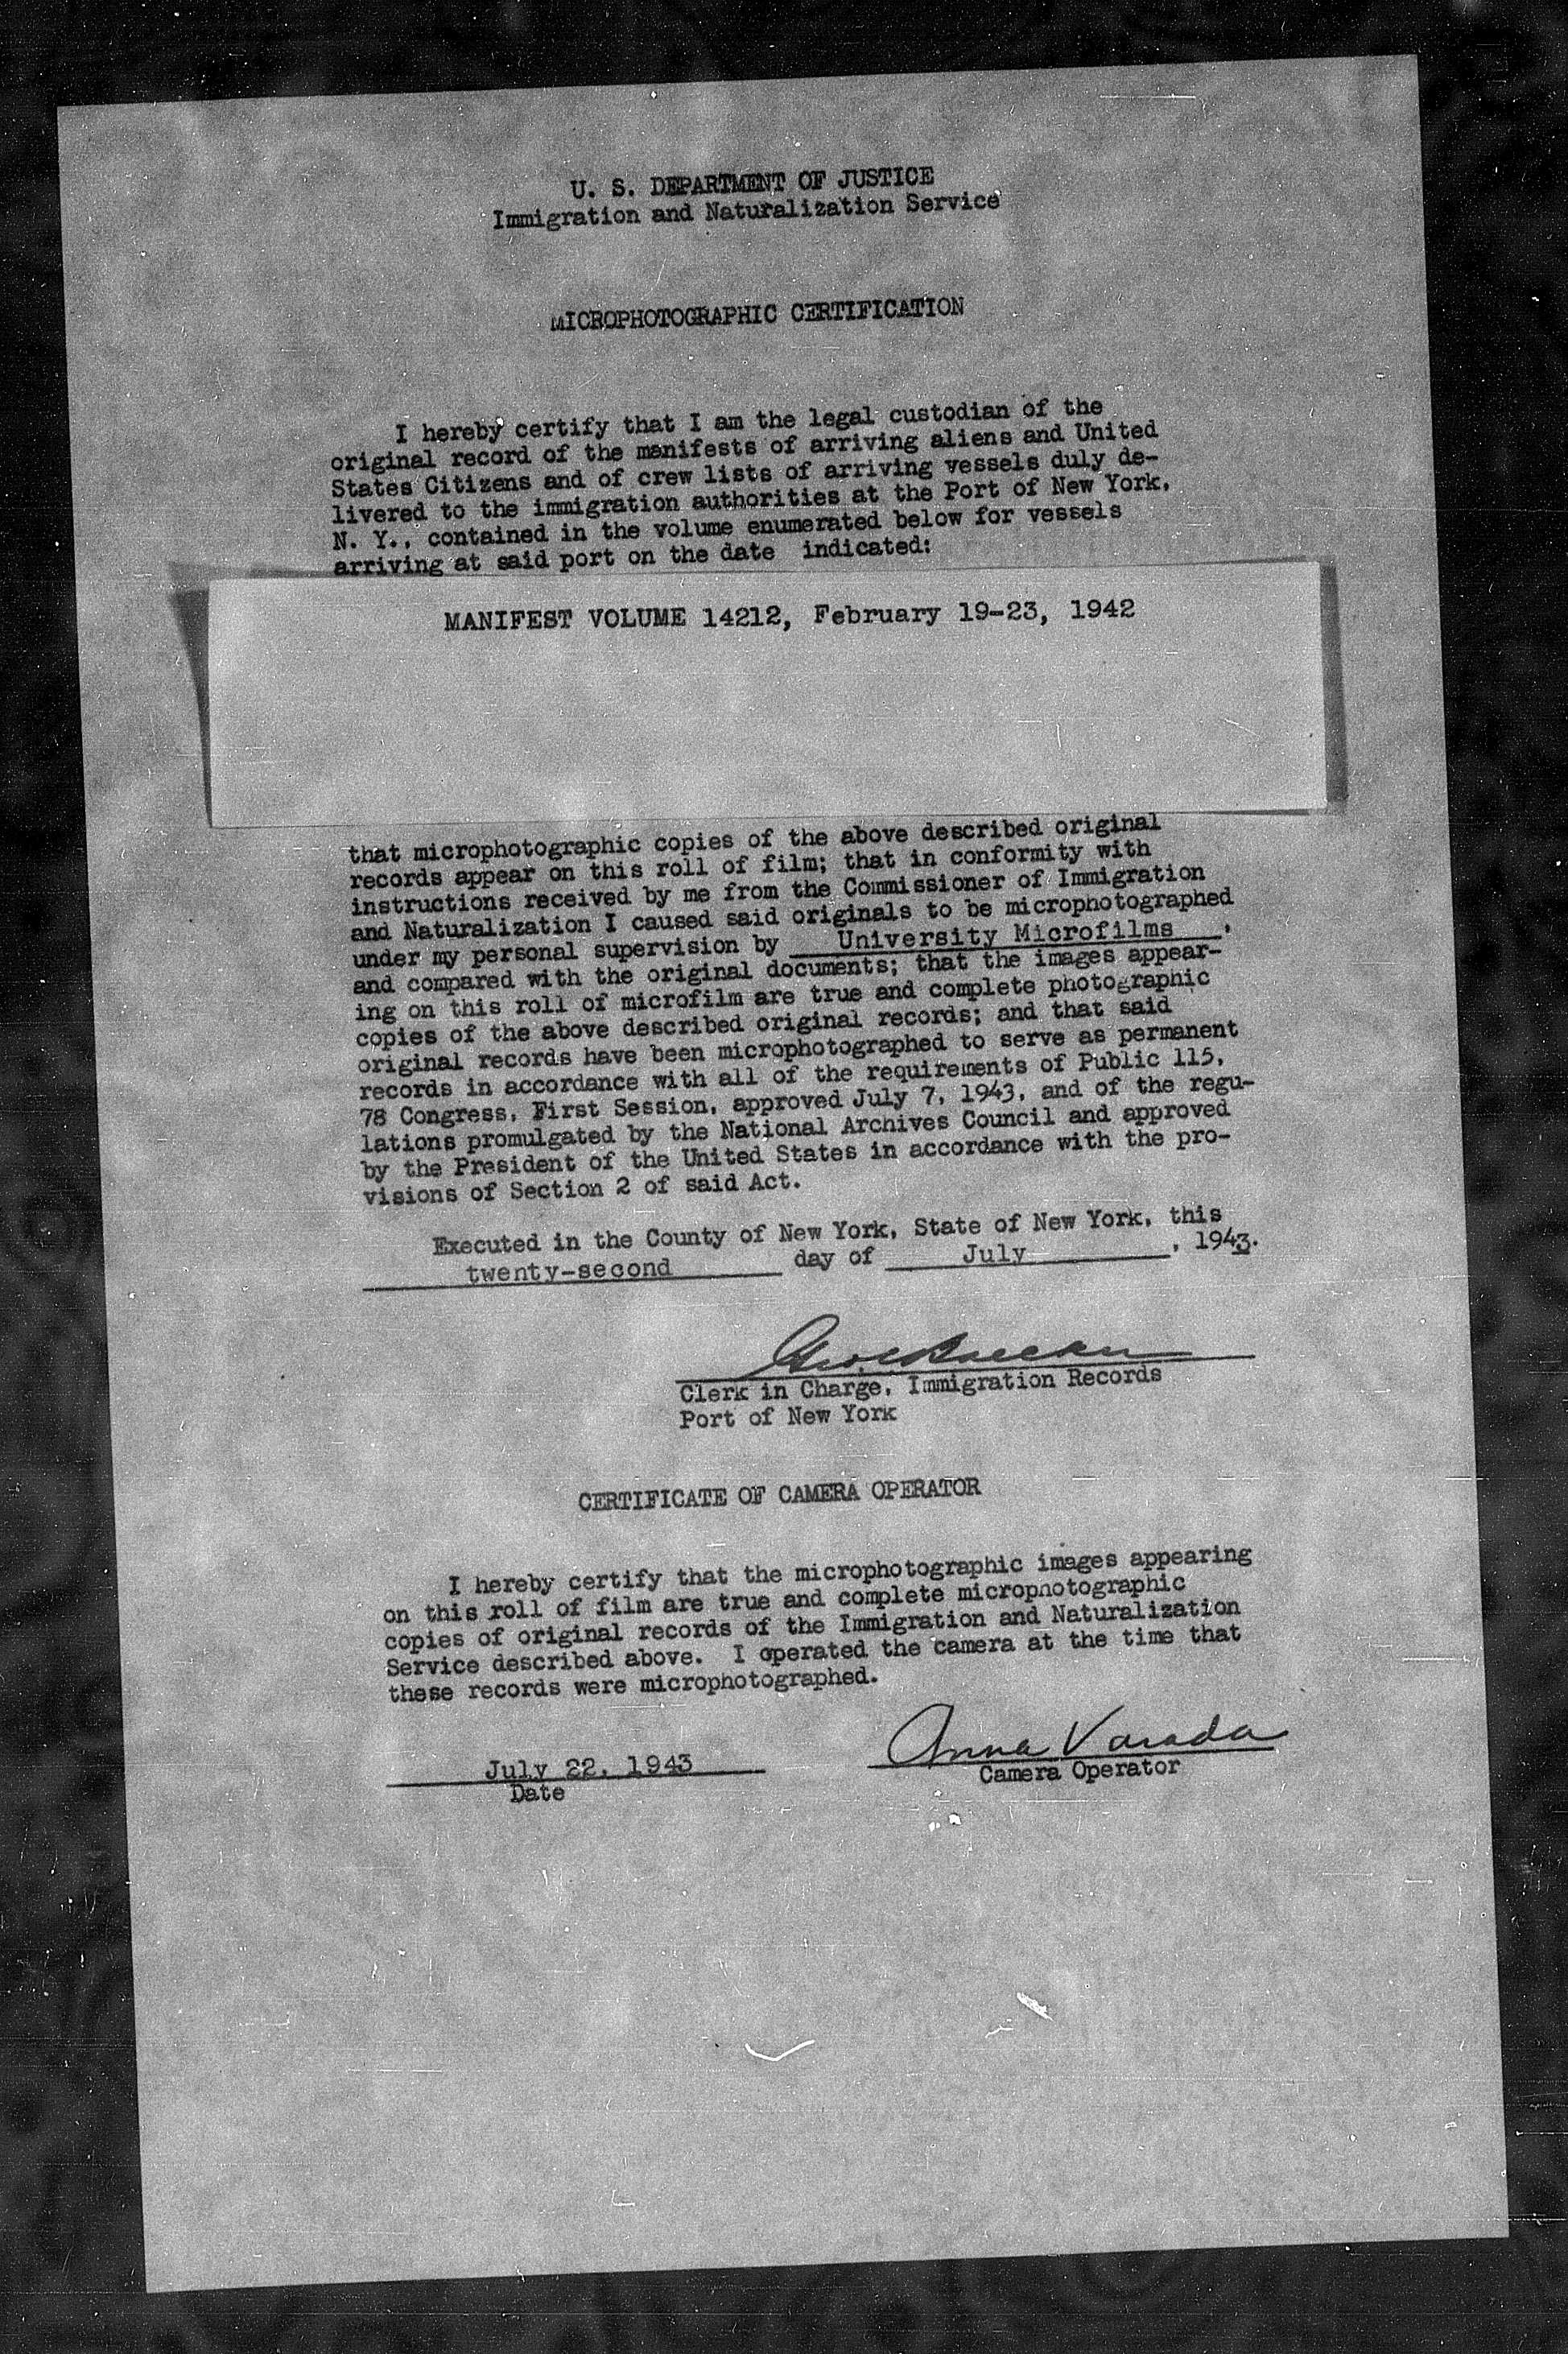 U. S. DEPARTMENT OF JUSTICE
Immigration and Naturalization Service
MICROPHOTOGRAPHIC CERTIFICATION
I hereby certify that I am the legal custodian of the
original record of the manifests of arriving aliens and United
States Citizens and of crew lists of arriving vessels duly de-
livered to the immigration authorities at the Port of New York,
N. Y., contained in the volume enumerated below for vessels
arriving at said port on the date indicated:
MANIFEST VOLUME 14212, February 19-23, 1942
that microphotographic copies of the above described original
records appear on this roll of film; that in conformity with
instructions received by me from the Commissioner of Immigration
and Naturalization I caused said originals to be microphotographed
under my personal supervision by University Microfilms,
and compared with the original documents; that the images appear-
ing on this roll of microfilm are true and complete photographic
copies of the above described original records; and that said
original records have been microphotographed to serve as permanent
records in accordance with all of the requirements of Public 115,
78 Congress, First Session, approved July 7, 1943, and of the regu-
lations promulgated by the National Archives Council and approved
by the President of the United States in accordance with the pro-
visions of Section 2 of said Act.
Executed in the County of New York, State of New York, this
twenty-second day of July, 1943.
Clerk in Charge, Immigration Records
Port of New York
CERTIFICATE OF CAMERA OPERATOR
I hereby certify that the microphotographic images appearing
on this roll of film are true and complete microphotographic
copies of original records of the Immigration and Naturalization
Service described above. I operated the camera at the time that
these records were microphotographed.
July 22, 1943 Anna Varada
Date Camera Operator